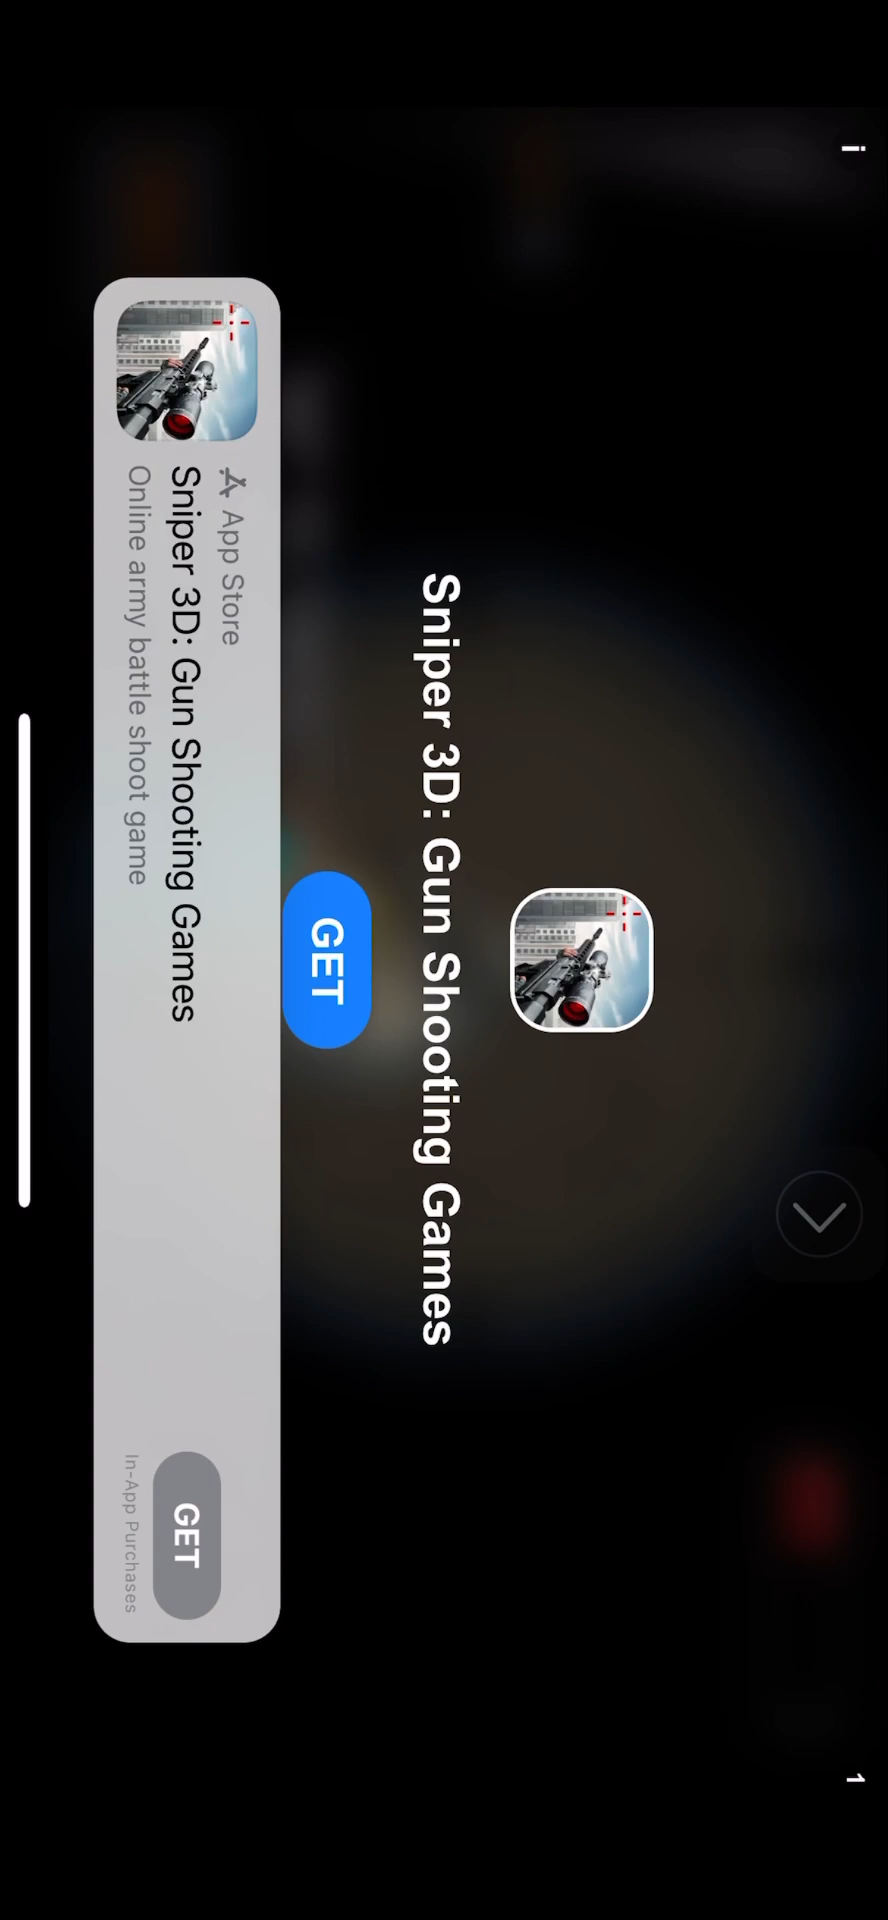 i
1
Sniper 3D: Gun Shooting Games
GET
App Store
Sniper 3D: Gun Shooting Games
Online army battle shoot game
GET
In-App Purchases